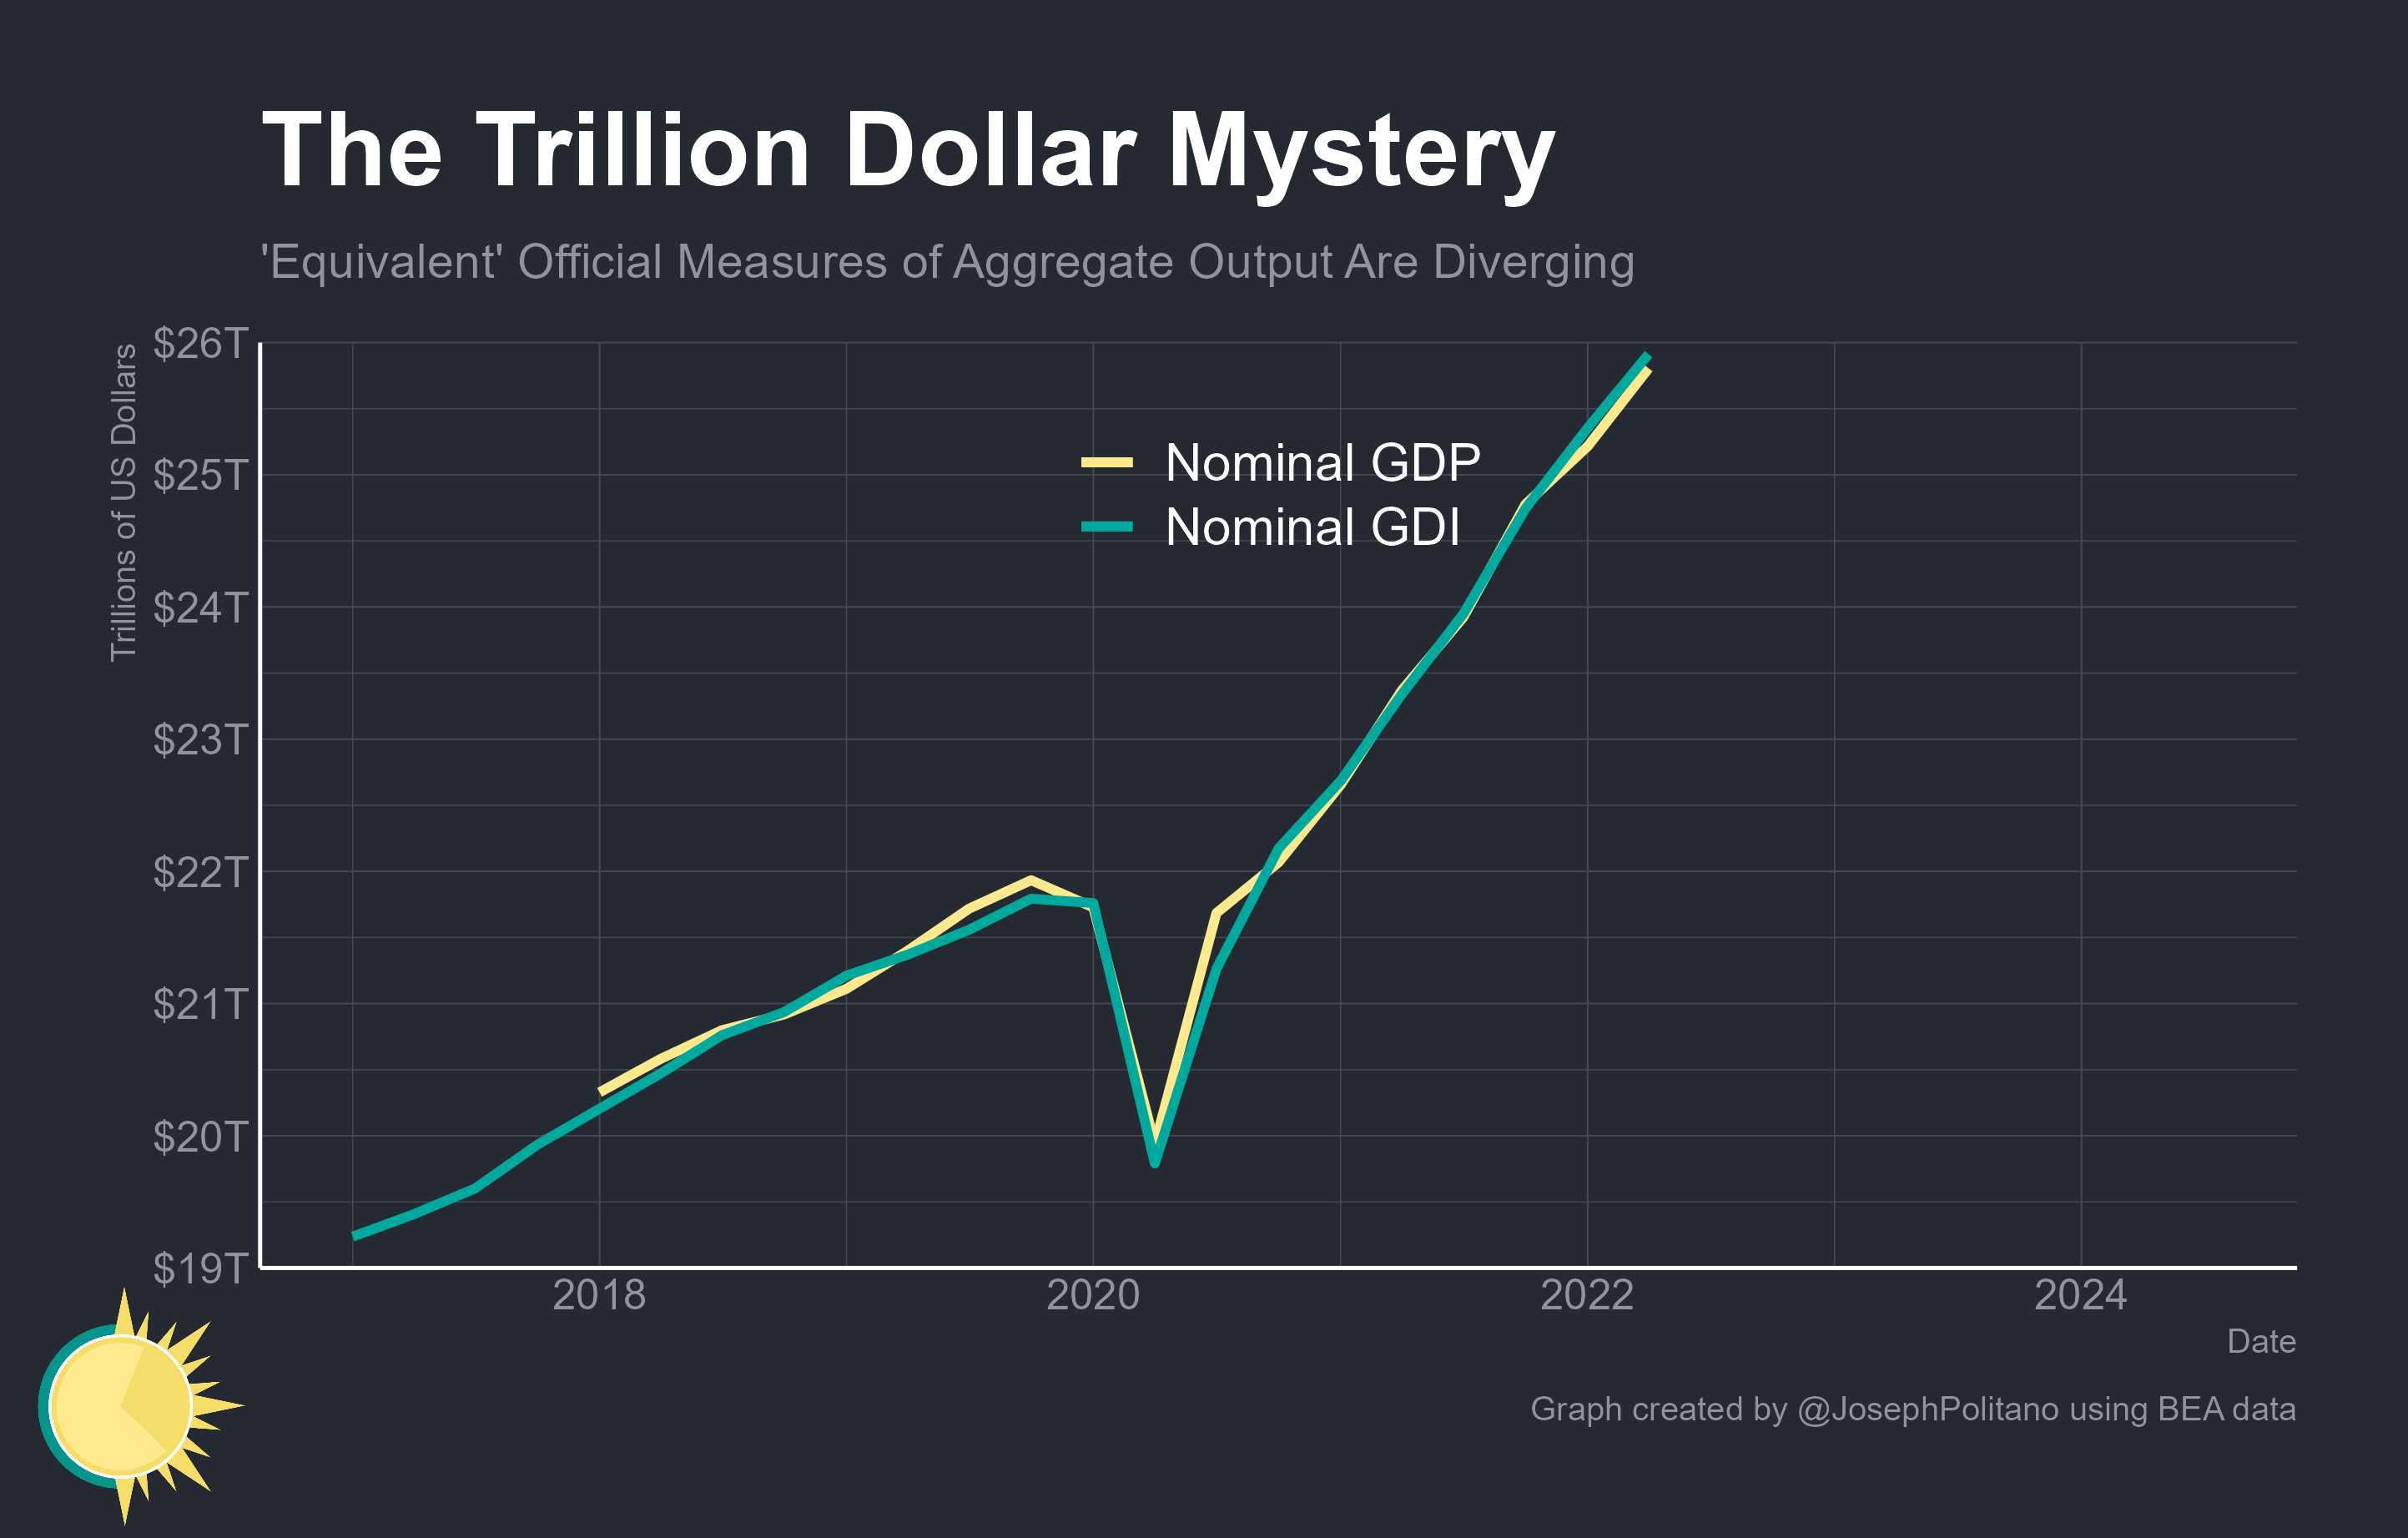 The Trillion Dollar Mystery
'Equivalent' Official Measures of Aggregate Output Are Diverging
Trillions of US Dollars
$26T
$25T
$24T
$23T
$22T
$21T
$20T
$19T
Nominal GDP
Nominal GDI
2018
2020
2022
2024
Date
Graph created by @JosephPolitano using BEA data